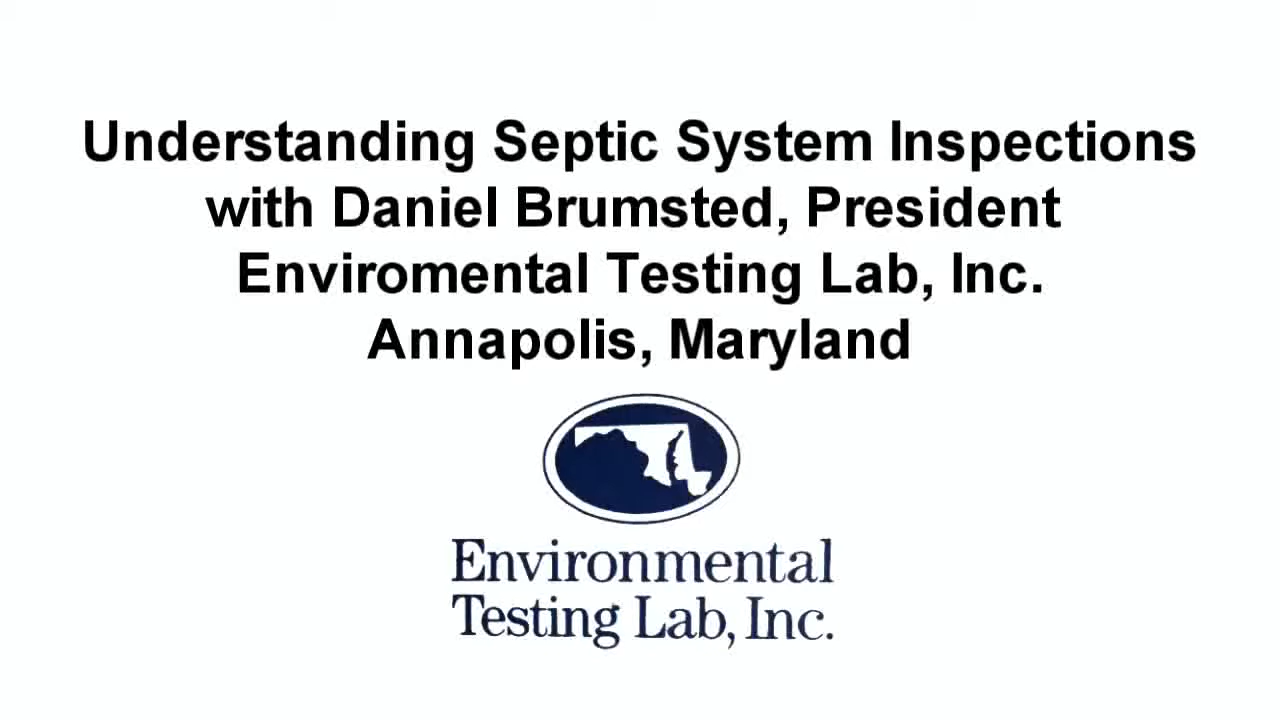 Understanding Septic System Inspections
with Daniel Brumsted, President
Enviromental Testing Lab, Inc.
Annapolis, Maryland
Environmental
Testing Lab, Inc.